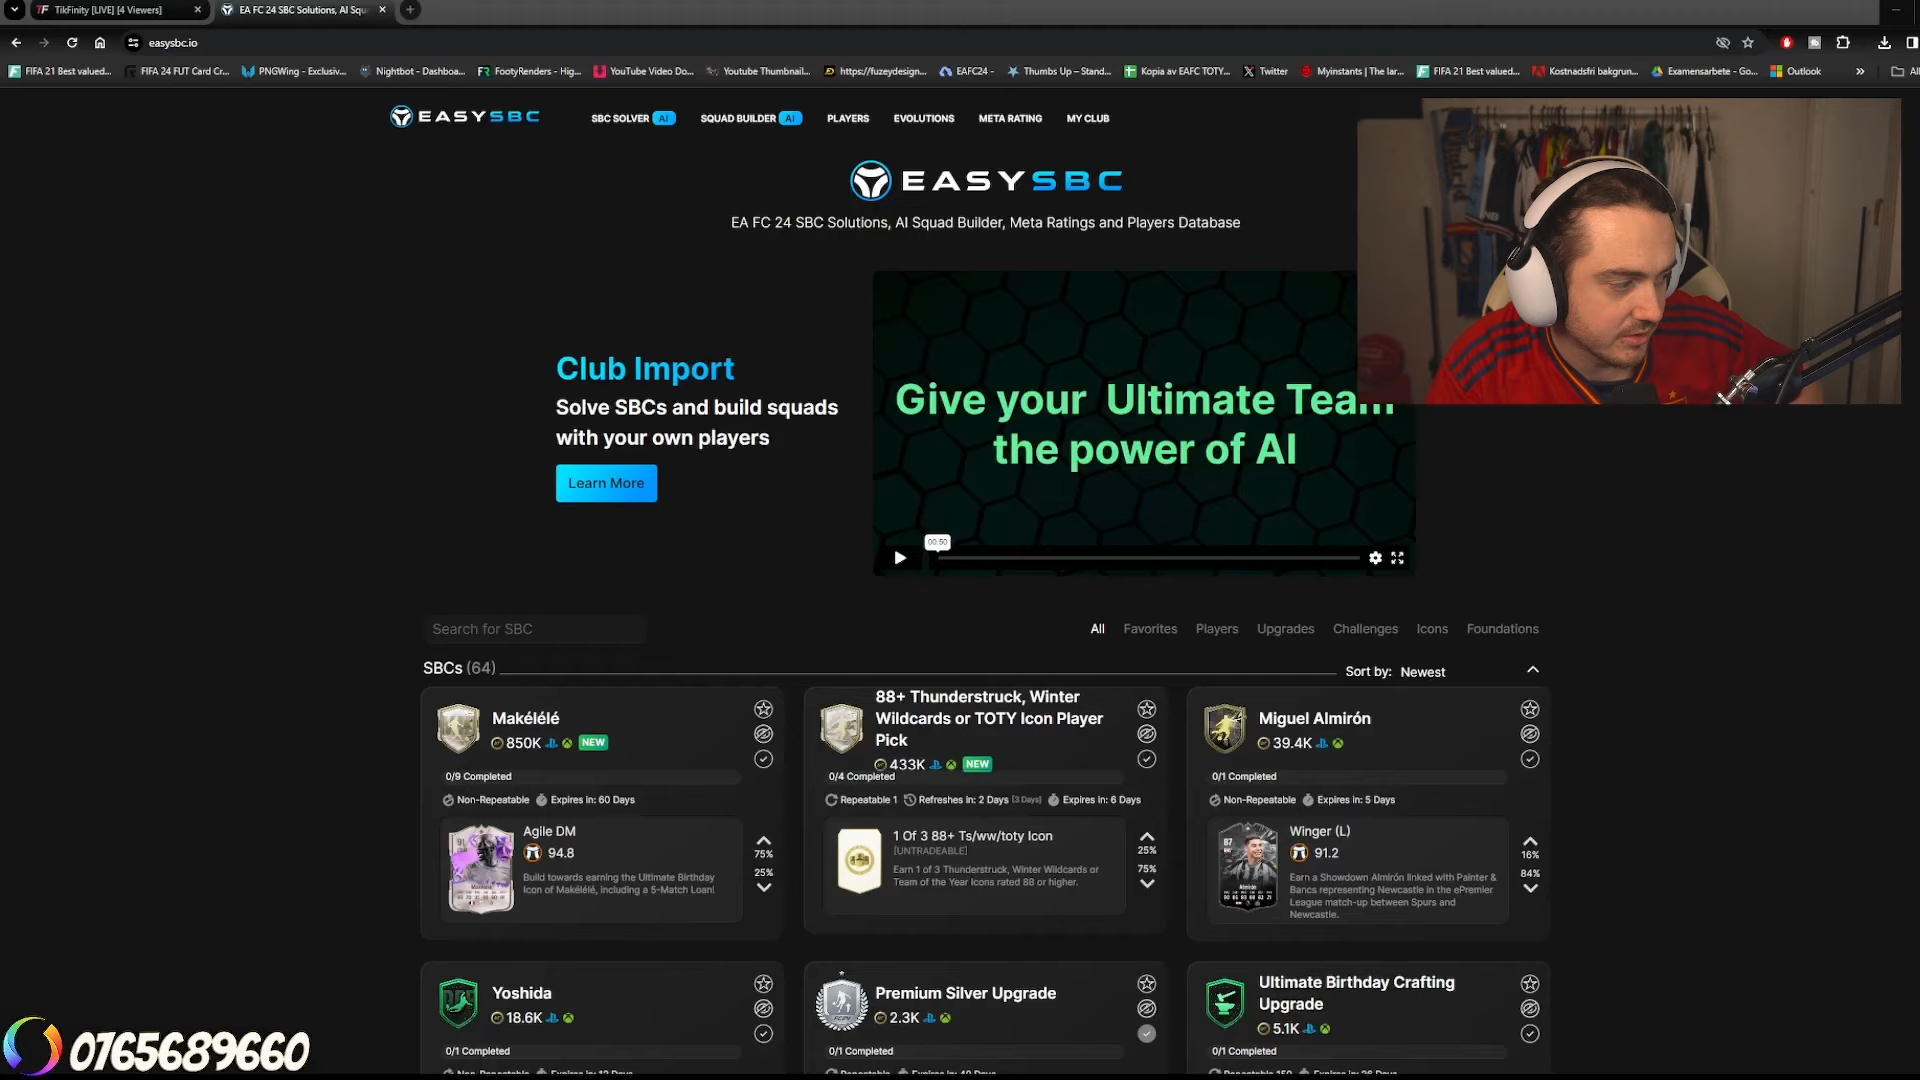 TikFinity [LIVE] [4 Viewers]
EA FC 24 SBC Solutions, AI Squ
easysbc.io
FIFA 21 Best valued...
FIFA 24 FUT Card Cr...
PNGWing - Exclusiv...
Nightbot - Dashboa...
FootyRenders - Hig...
YouTube Video Do...
Youtube Thumbnail...
https://fuzeydesign...
EAFC24 -
Thumbs Up – Stand...
Kopia av EAFC TOTY...
Twitter
Myinstants | The lar...
FIFA 21 Best valued...
Kostnadsfri bakgrun...
Examensarbete - Go...
Outlook
EASYSBC
SBC SOLVER AI
SQUAD BUILDER AI
PLAYERS
EVOLUTIONS
META RATING
MY CLUB
EASYSBC
EA FC 24 SBC Solutions, AI Squad Builder, Meta Ratings and Players Database
Club Import
Solve SBCs and build squads
with your own players
Learn More
Give your Ultimate Team
the power of AI
00:50
Search for SBC
All
Favorites
Players
Upgrades
Challenges
Icons
Foundations
SBCs (64)
Sort by: Newest
Makélélé
850K NEW
0/9 Completed
Non-Repeatable Expires in: 60 Days
91
Agile DM
94.8
Build towards earning the Ultimate Birthday
Icon of Makélélé, including a 5-Match Loan!
75%
25%
88+ Thunderstruck, Winter
Wildcards or TOTY Icon Player
Pick
433K NEW
0/4 Completed
Repeatable 1 Refreshes in: 2 Days [3 Days] Expires in: 6 Days
1 Of 3 88+ Ts/ww/toty Icon
[UNTRADEABLE]
Earn 1 of 3 Thunderstruck, Winter Wildcards or
Team of the Year Icons rated 88 or higher.
25%
75%
Miguel Almirón
39.4K
0/1 Completed
Non-Repeatable Expires in: 5 Days
87
Almirón
Winger (L)
91.2
Earn a Showdown Almirón linked with Painter &
Bancs representing Newcastle in the ePremier
League match-up between Spurs and
Newcastle.
16%
84%
Yoshida
18.6K
0/1 Completed
Premium Silver Upgrade
2.3K
0/1 Completed
Ultimate Birthday Crafting
Upgrade
5.1K
0/1 Completed
0765689660